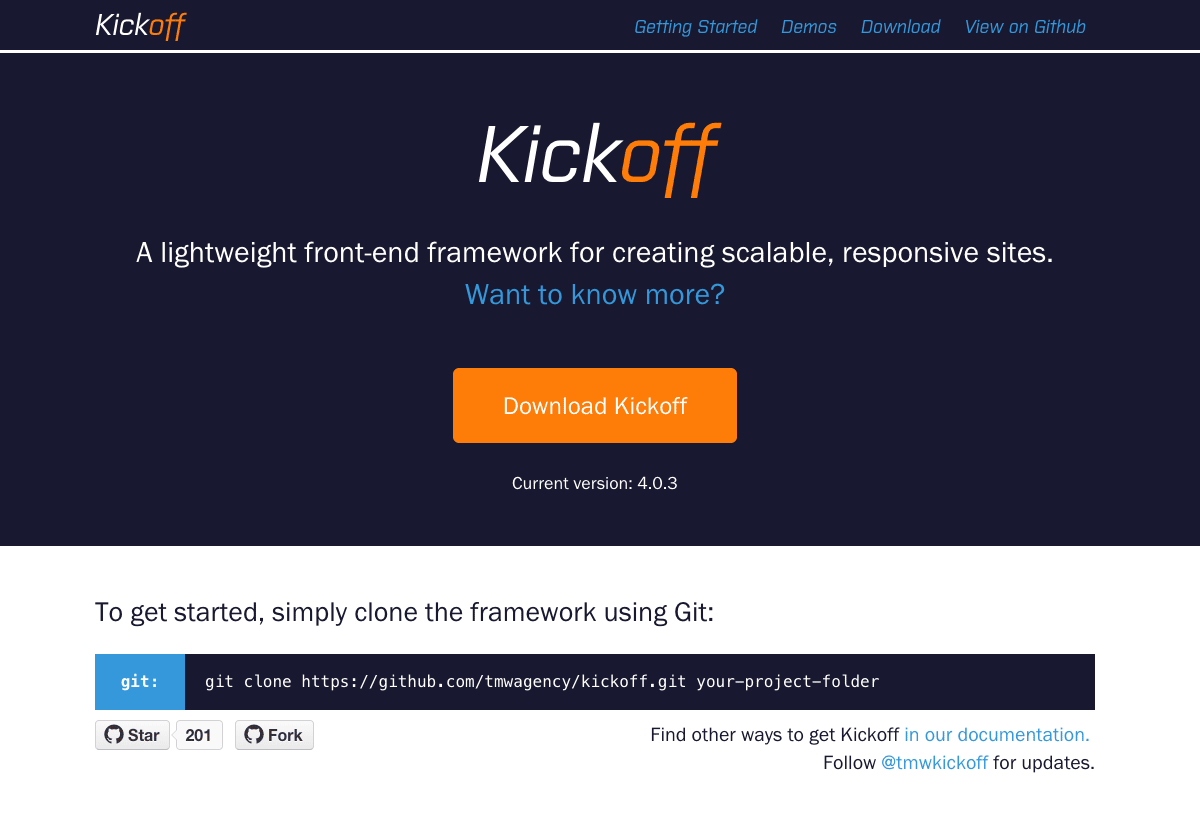 Kickoff
Getting Started Demos Download View on Github
Kickoff
A lightweight front-end framework for creating scalable, responsive sites.
Want to know more?
Download Kickoff
Current version: 4.0.3
To get started, simply clone the framework using Git:
git: git clone https://github.com/tmwagency/kickoff.git your-project-folder
Star 201 Fork
Find other ways to get Kickoff in our documentation.
Follow @tmwkickoff for updates.